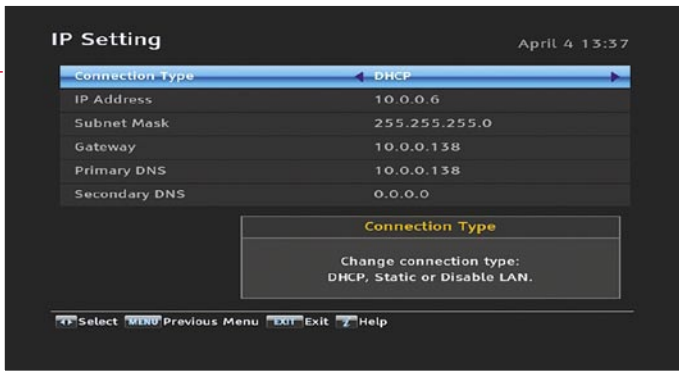 IP Setting April 4 13:37
Connection Type DHCP
IP Address 10.0.0.6
Subnet Mask 255.255.255.0
Gateway 10.0.0.138
Primary DNS 10.0.0.138
Secondary DNS 0.0.0.0
Connection Type
Change connection type:
DHCP, Static or Disable LAN.
Select MENU Previous Menu EXIT Exit ? Help